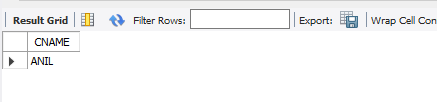 Result Grid Filter Rows: Export: Wrap Cell Con
CNAME
ANIL